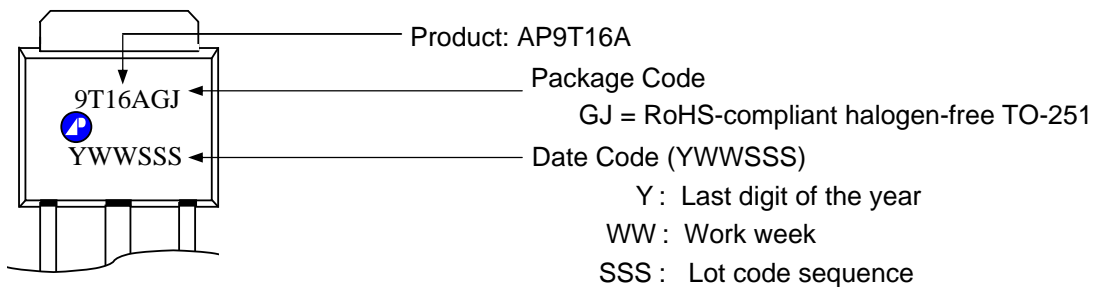 Product: AP9T16A
Package Code
9T16AGJ
GJ = RoHS-compliant halogen-free TO-251
AP
YWWSSS
Date Code (YWWSSS)
Y : Last digit of the year
WW : Work week
SSS : Lot code sequence